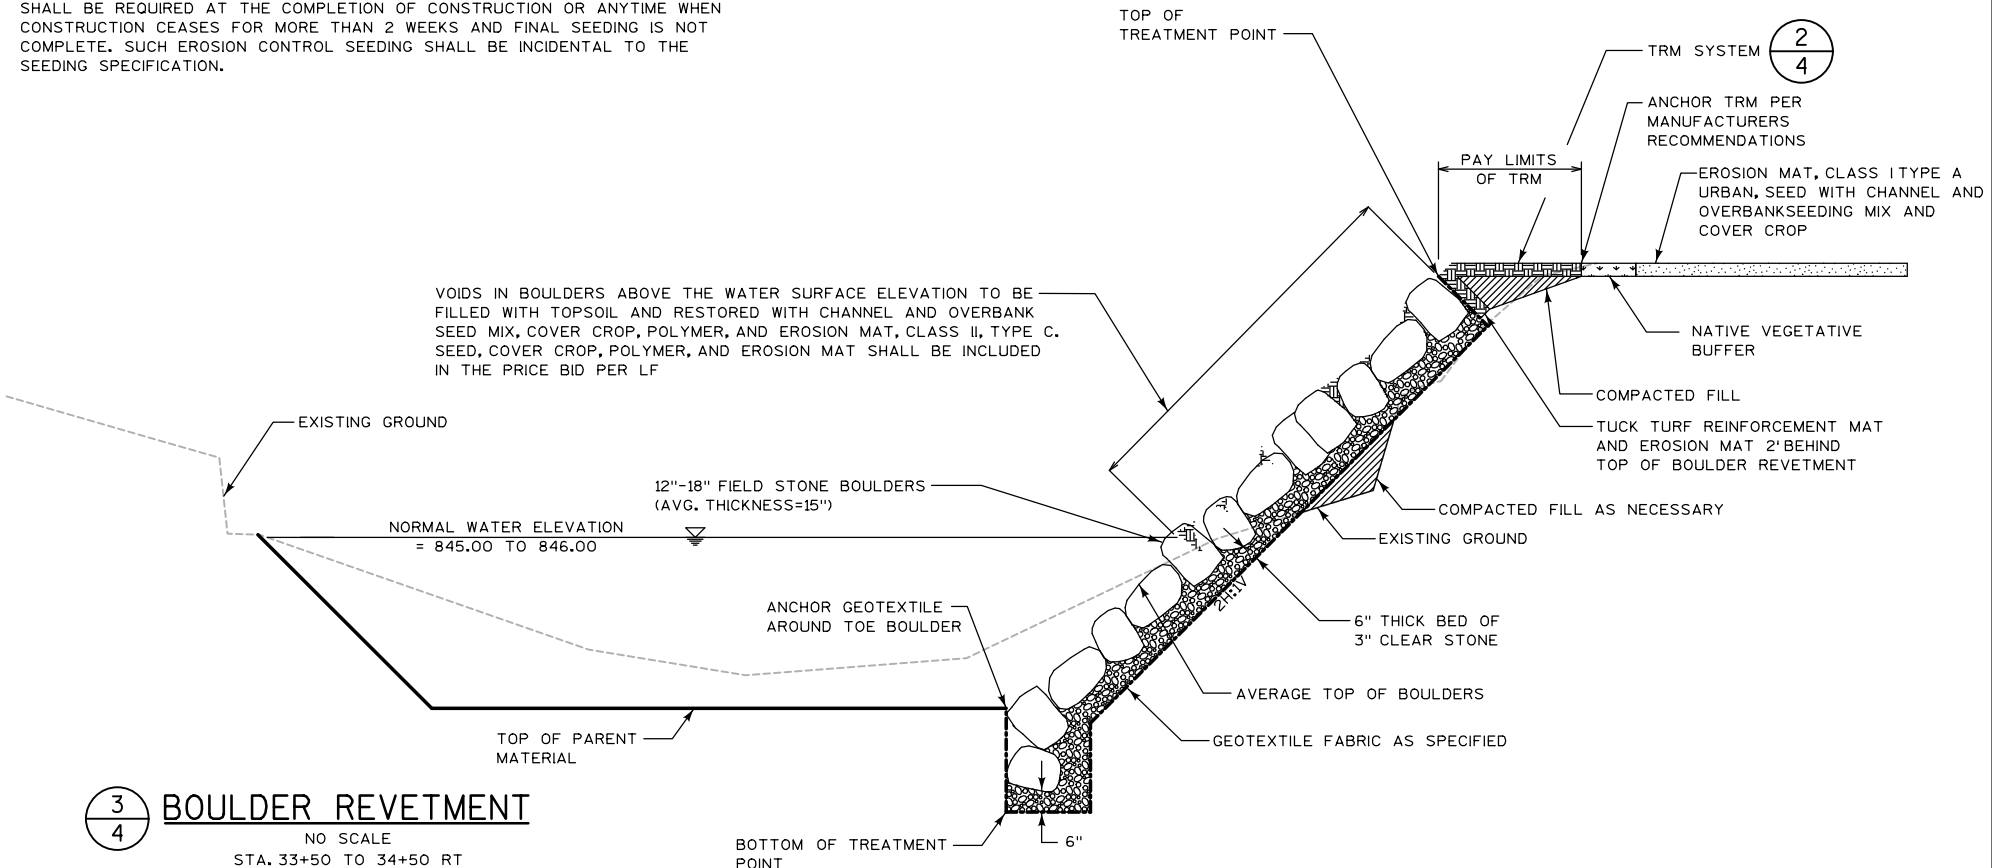 SHALL BE REQUIRED AT THE COMPLETION OF CONSTRUCTION OR ANYTIME WHEN
CONSTRUCTION CEASES FOR MORE THAN 2 WEEKS AND FINAL SEEDING IS NOT
COMPLETE. SUCH EROSION CONTROL SEEDING SHALL BE INCIDENTAL TO THE
SEEDING SPECIFICATION.
TOP OF
TREATMENT POINT
TRM SYSTEM
2
4
ANCHOR TRM PER
MANUFACTURERS
RECOMMENDATIONS
PAY LIMITS
OF TRM
EROSION MAT, CLASS I TYPE A
URBAN, SEED WITH CHANNEL AND
OVERBANKSEEDING MIX AND
COVER CROP
VOIDS IN BOULDERS ABOVE THE WATER SURFACE ELEVATION TO BE
FILLED WITH TOPSOIL AND RESTORED WITH CHANNEL AND OVERBANK
SEED MIX, COVER CROP, POLYMER, AND EROSION MAT, CLASS II, TYPE C.
SEED, COVER CROP, POLYMER, AND EROSION MAT SHALL BE INCLUDED
IN THE PRICE BID PER LF
NATIVE VEGETATIVE
BUFFER
COMPACTED FILL
TUCK TURF REINFORCEMENT MAT
AND EROSION MAT 2' BEHIND
TOP OF BOULDER REVETMENT
EXISTING GROUND
12"-18" FIELD STONE BOULDERS
(AVG. THICKNESS=15")
COMPACTED FILL AS NECESSARY
NORMAL WATER ELEVATION
= 845.00 TO 846.00
EXISTING GROUND
2H:1V
ANCHOR GEOTEXTILE
AROUND TOE BOULDER
6" THICK BED OF
3" CLEAR STONE
AVERAGE TOP OF BOULDERS
TOP OF PARENT
MATERIAL
GEOTEXTILE FABRIC AS SPECIFIED
3
4
BOULDER REVETMENT
NO SCALE
STA. 33+50 TO 34+50 RT
BOTTOM OF TREATMENT
POINT
6"